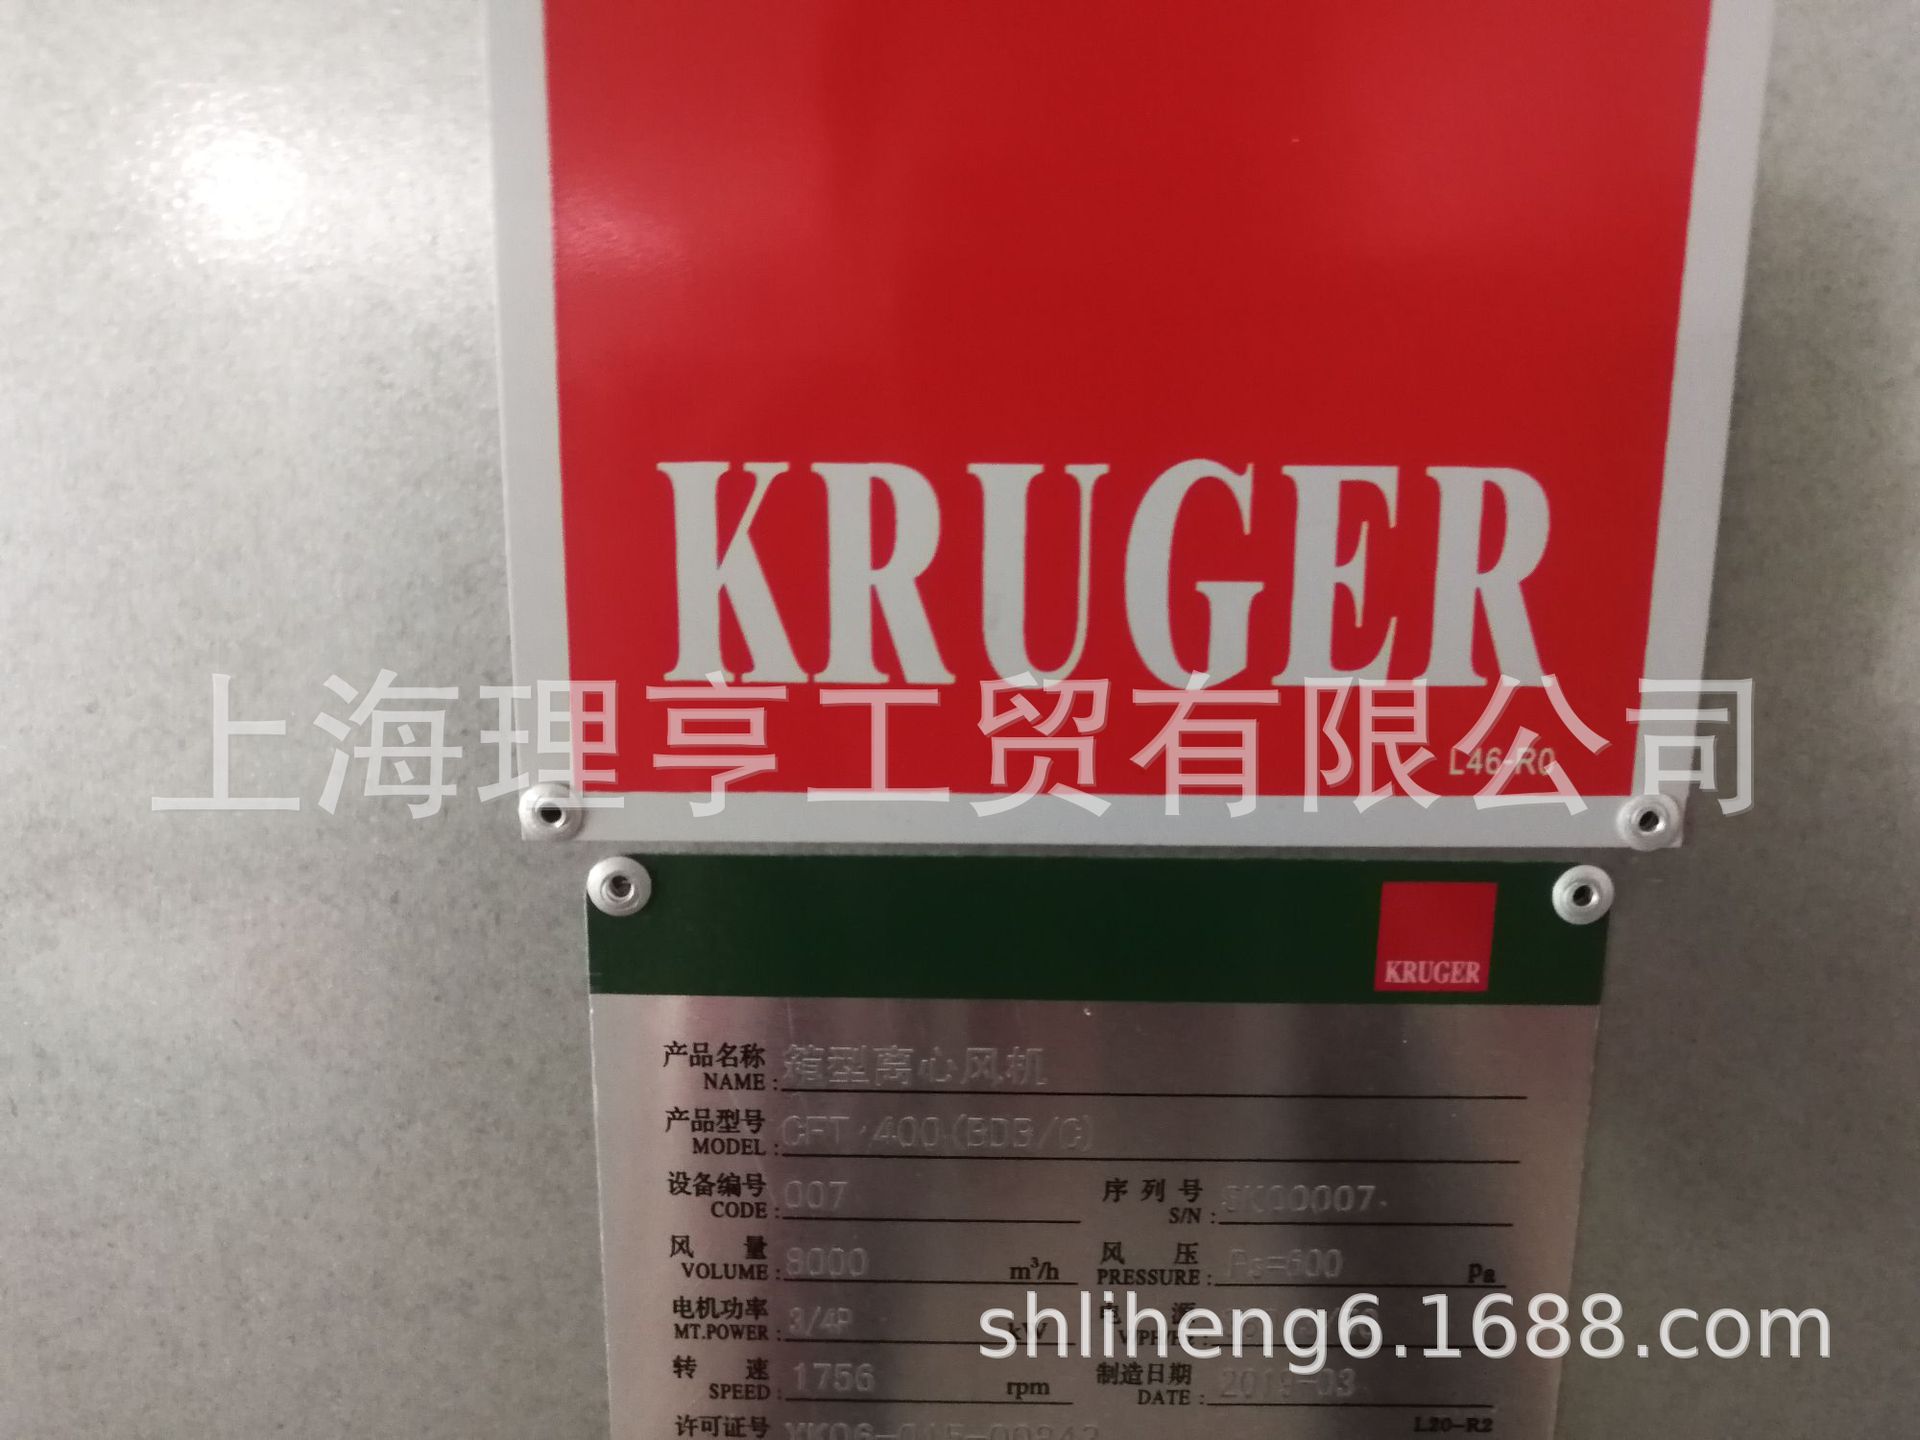 KRUGER
上海理亨工贸有限公司
L46-R0
KRUGER
产品名称
NAME : 箱型离心风机
产品型号
MODEL : CFT 400(BDB/C)
设备编号
CODE : 007
序列号
S/N :
风量
VOLUME : 8000 m³/h
风压
PRESSURE : Ps=600 Pa
电机功率
MT.POWER : 3/4P kW
电源
shliheng6.1688.com
转速
SPEED : 1756 rpm
制造日期
DATE : 2019-03
许可证号
L20-R2